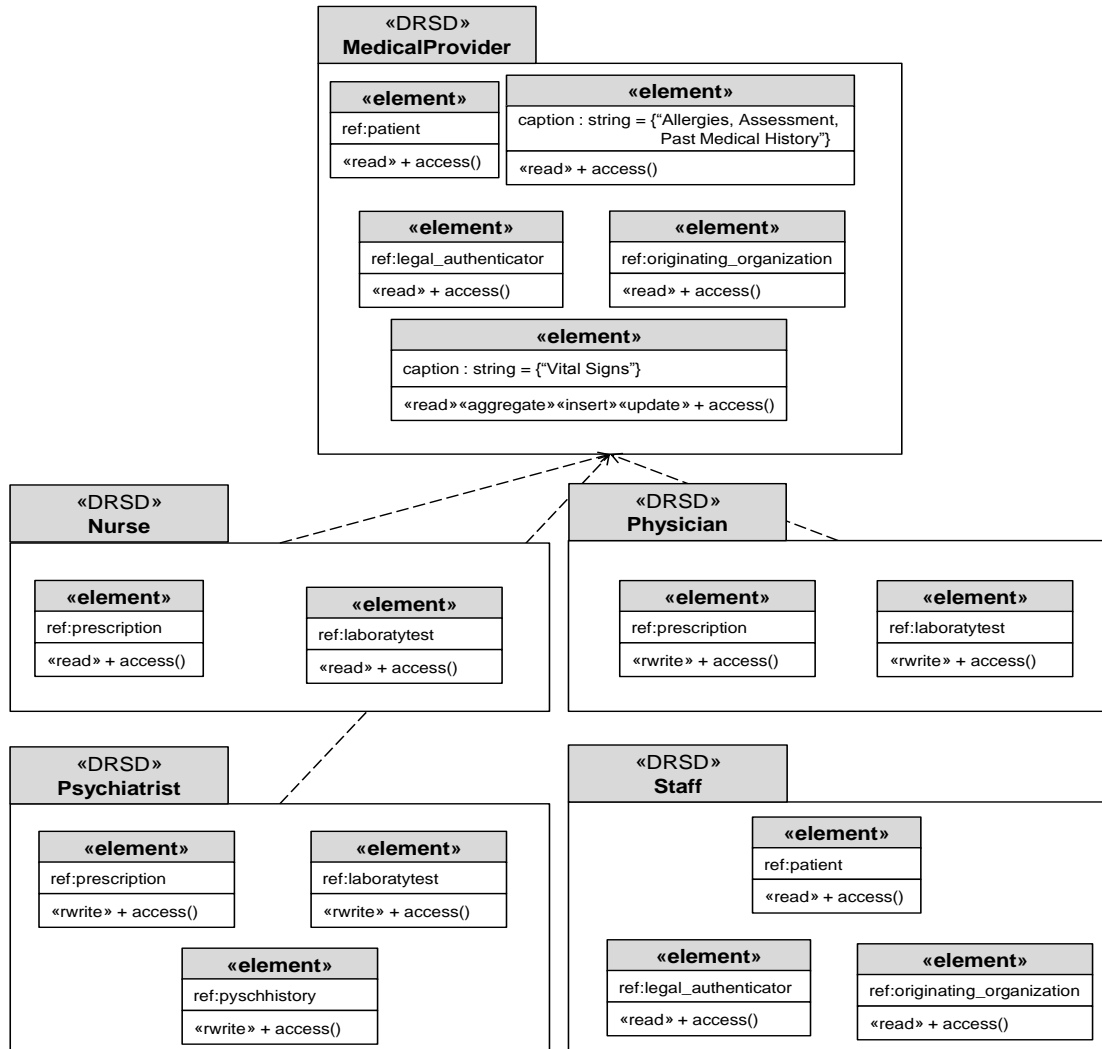 «DRSD»
MedicalProvider
«element»
ref:patient
«read» + access()
«element»
caption : string = {“Allergies, Assessment,
Past Medical History”}
«read» + access()
«element»
ref:legal_authenticator
«read» + access()
«element»
ref:originating_organization
«read» + access()
«element»
caption : string = {“Vital Signs”}
«read»«aggregate»«insert»«update» + access()
«DRSD»
Nurse
«element»
ref:prescription
«read» + access()
«element»
ref:laboratytest
«read» + access()
«DRSD»
Physician
«element»
ref:prescription
«rwrite» + access()
«element»
ref:laboratytest
«rwrite» + access()
«DRSD»
Psychiatrist
«element»
ref:prescription
«rwrite» + access()
«element»
ref:laboratytest
«rwrite» + access()
«element»
ref:pyschhistory
«rwrite» + access()
«DRSD»
Staff
«element»
ref:patient
«read» + access()
«element»
ref:legal_authenticator
«read» + access()
«element»
ref:originating_organization
«read» + access()